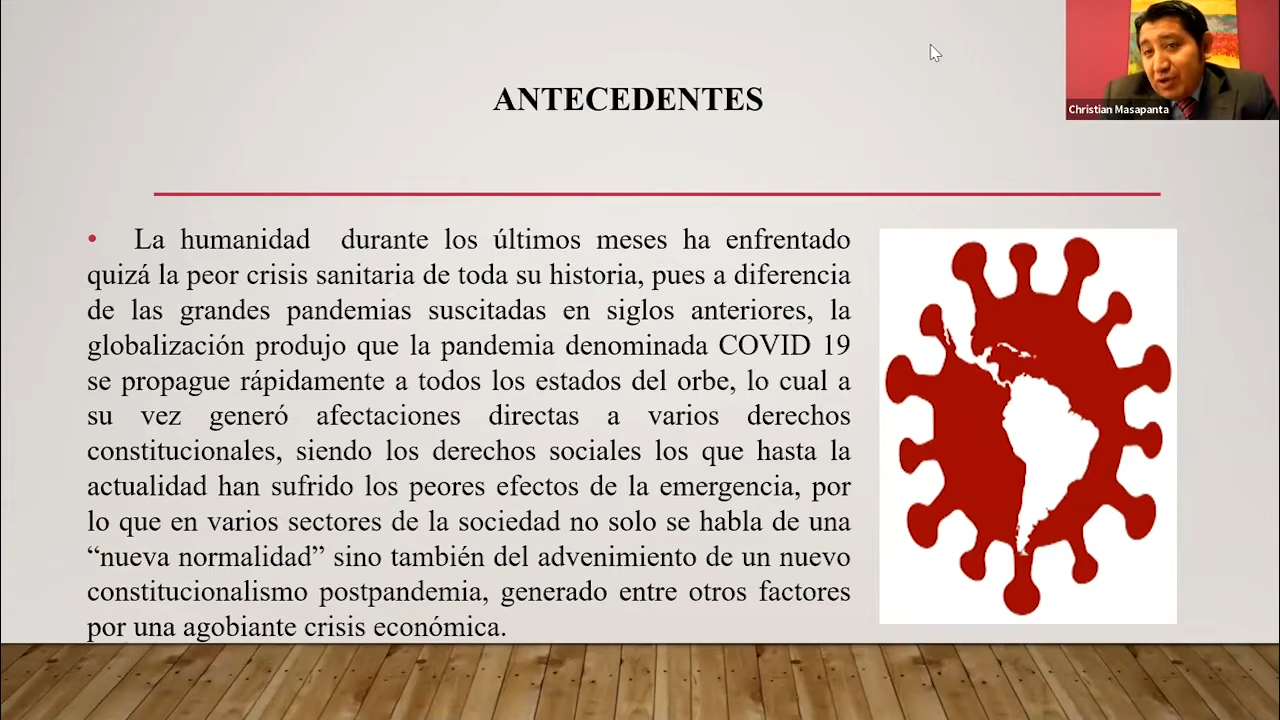 ANTECEDENTES
Christian Masapanta
• La humanidad durante los últimos meses ha enfrentado
quizá la peor crisis sanitaria de toda su historia, pues a diferencia
de las grandes pandemias suscitadas en siglos anteriores, la
globalización produjo que la pandemia denominada COVID 19
se propague rápidamente a todos los estados del orbe, lo cual a
su vez generó afectaciones directas a varios derechos
constitucionales, siendo los derechos sociales los que hasta la
actualidad han sufrido los peores efectos de la emergencia, por
lo que en varios sectores de la sociedad no solo se habla de una
“nueva normalidad” sino también del advenimiento de un nuevo
constitucionalismo postpandemia, generado entre otros factores
por una agobiante crisis económica.